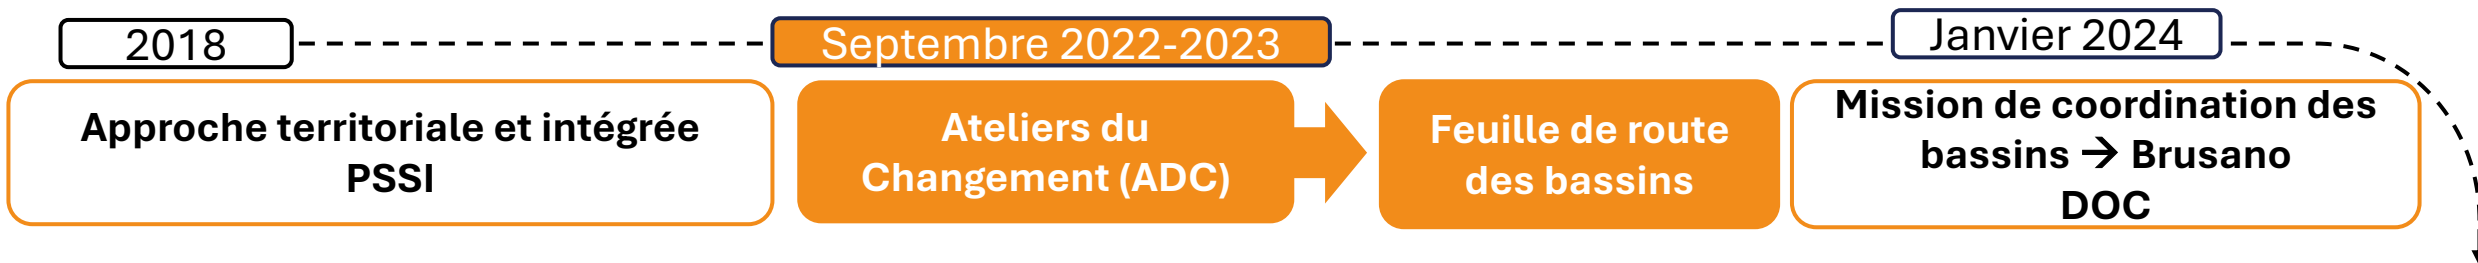 2018
Septembre 2022-2023
Janvier 2024
Approche territoriale et intégrée
PSSI
Ateliers du
Changement (ADC)
Feuille de route
des bassins
Mission de coordination des
bassins → Brusano
DOC